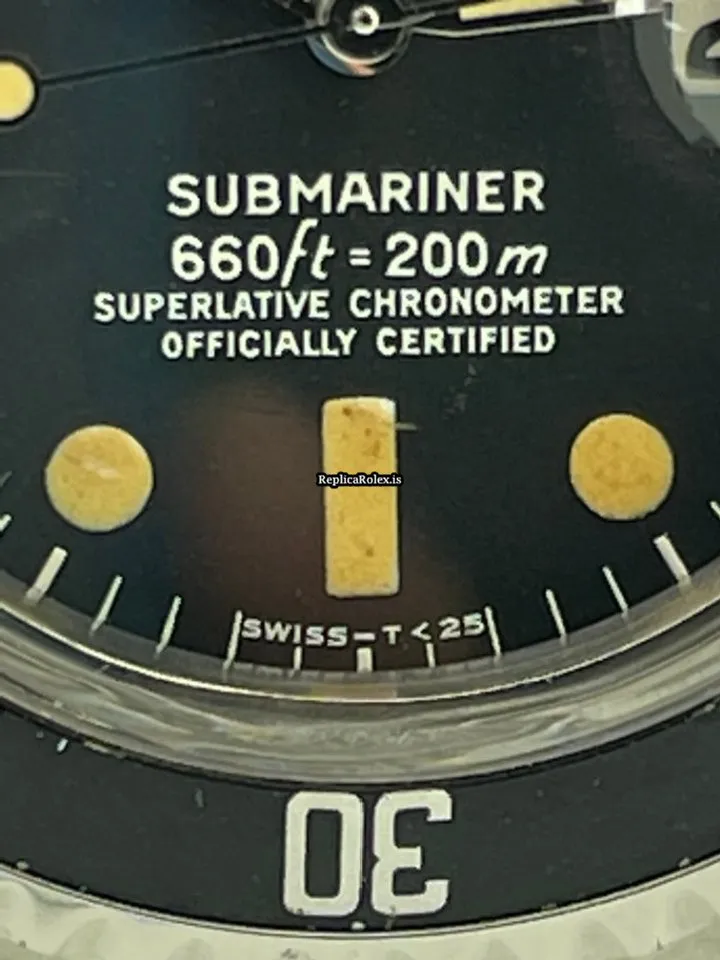 SUBMARINER
660ft = 200m
SUPERLATIVE CHRONOMETER
OFFICIALLY CERTIFIED
ReplicaRolex.is
SWISS – T < 25
30